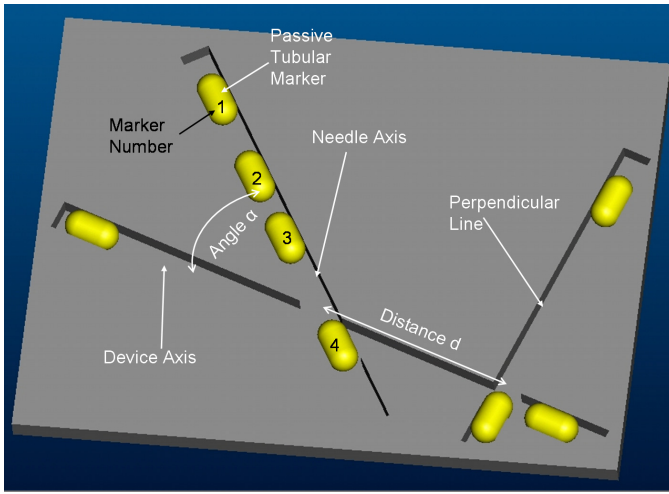 Passive
Tubular
Marker
1
Marker
Number
Needle Axis
2
Perpendicular
Line
Angle α
3
Distance d
4
Device Axis